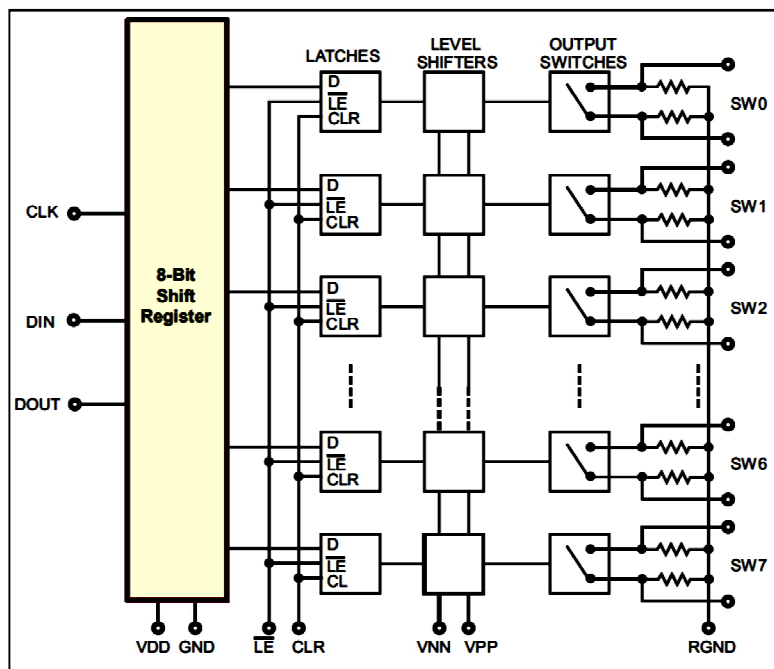 LATCHES
LEVEL
SHIFTERS
OUTPUT
SWITCHES
D
LE
CLR
SW0
D
LE
CLR
SW1
CLK
8-Bit
Shift
Register
D
LE
CLR
SW2
DIN
DOUT
D
LE
CLR
SW6
D
LE
CL
SW7
VDD GND LE CLR VNN VPP RGND